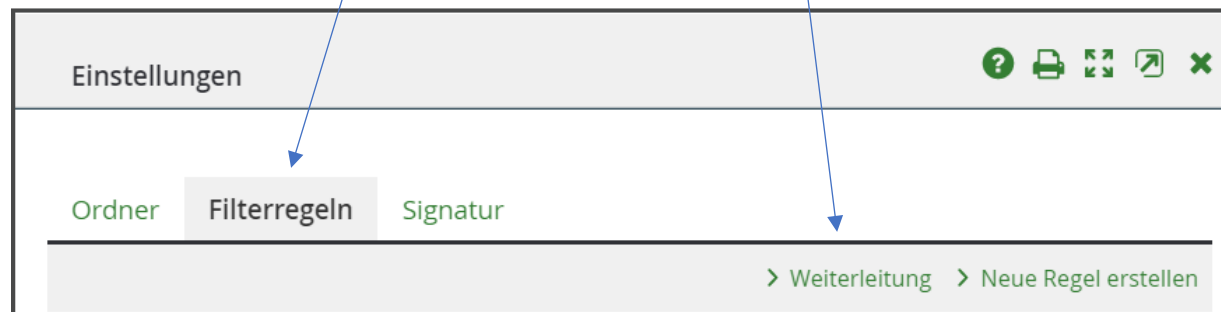 Einstellungen
Ordner Filterregeln Signatur
> Weiterleitung > Neue Regel erstellen